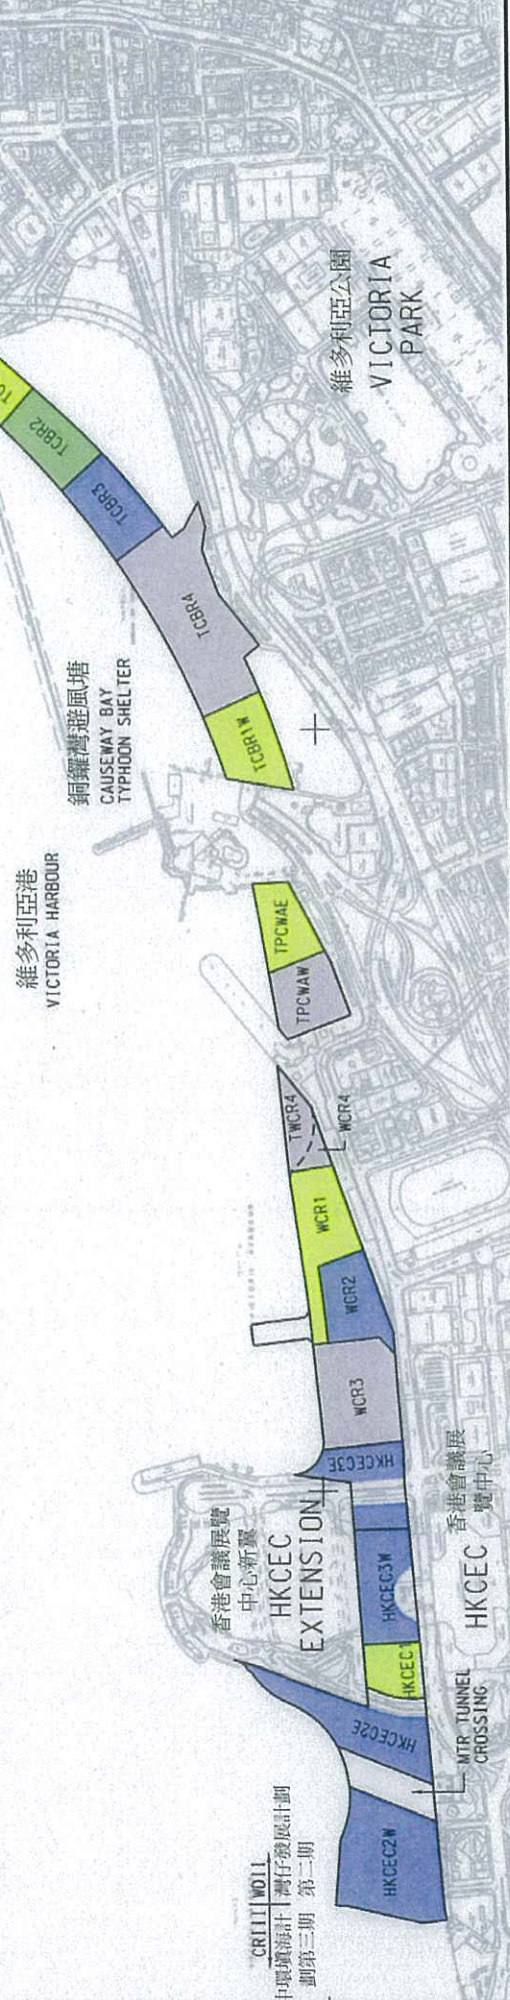 維多利亞公園
VICTORIA
PARK
TCBR2
TCBR3
TCBR4
TCBR1W
銅鑼灣避風塘
CAUSEWAY BAY
TYPHOON SHELTER
維多利亞港
VICTORIA HARBOUR
TPCWAE
TPCWAW
TWCR4
WCR4
WCR1
WCR2
WCR3
HKCEC3E
香港會議展覽
中心新翼
HKCEC
EXTENSION
HKCEC3W
香港會議展
覽中心
HKCEC
HKCEC1
HKCEC2E
MTR TUNNEL
CROSSING
HKCEC2W
CRIII WDII
中環填海計 灣仔發展計劃
劃第三期 第二期